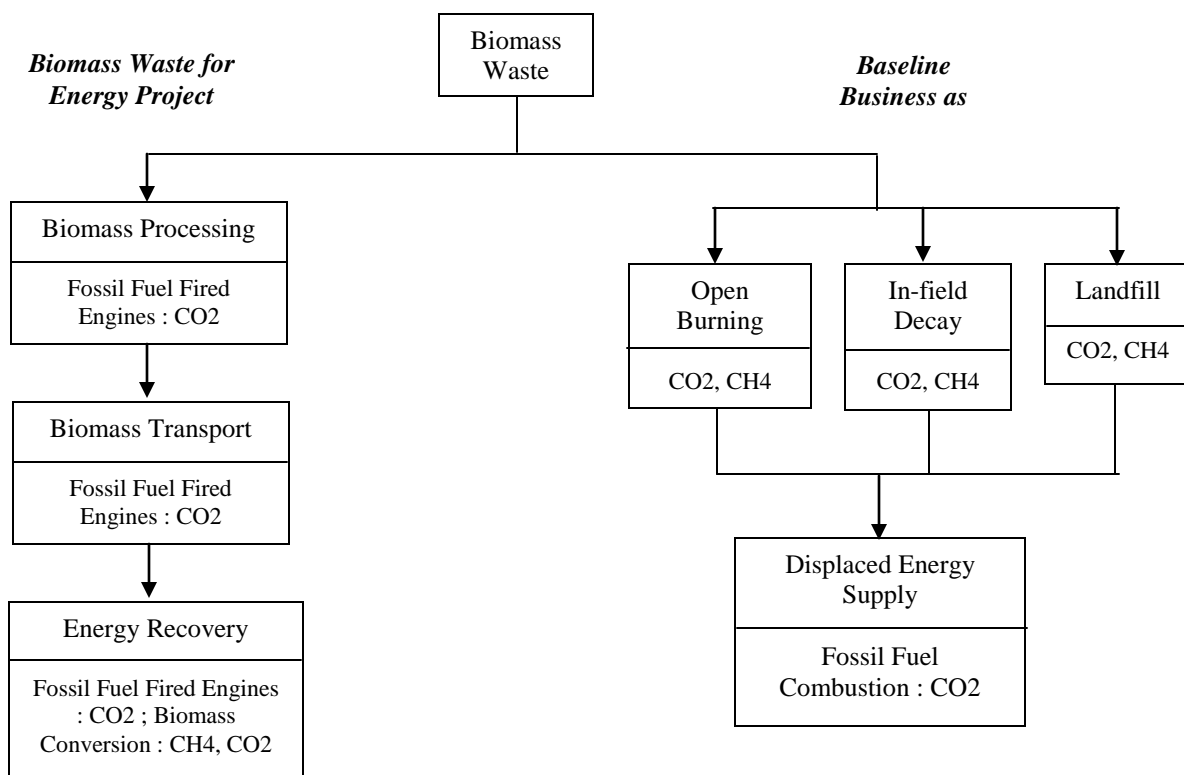 Biomass
Waste
Biomass Waste for
Energy Project
Baseline
Business as
Biomass Processing
Fossil Fuel Fired
Engines : CO2
Biomass Transport
Fossil Fuel Fired
Engines : CO2
Energy Recovery
Fossil Fuel Fired Engines
: CO2 ; Biomass
Conversion : CH4, CO2
Open
Burning
CO2, CH4
In-field
Decay
CO2, CH4
Landfill
CO2, CH4
Displaced Energy
Supply
Fossil Fuel
Combustion : CO2